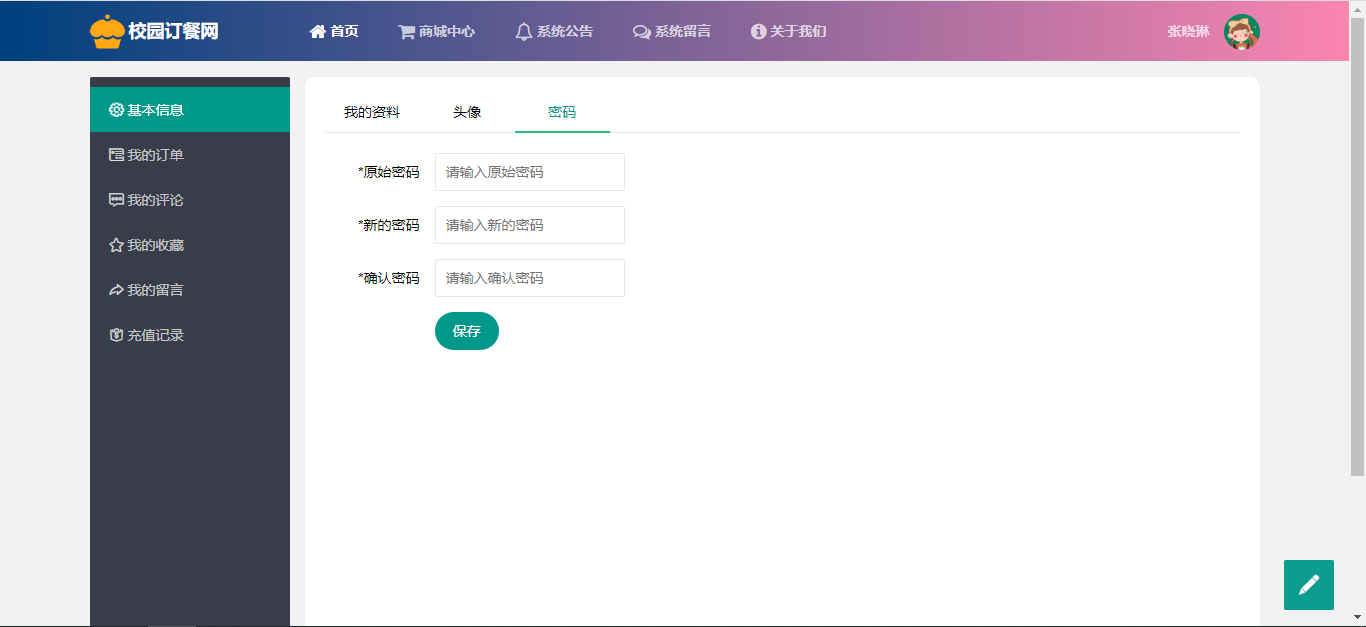 校园订餐网
首页
商城中心
系统公告
系统留言
关于我们
张晓琳
基本信息
我的订单
我的评论
我的收藏
我的留言
充值记录
我的资料
头像
密码
*原始密码
请输入原始密码
*新的密码
请输入新的密码
*确认密码
请输入确认密码
保存